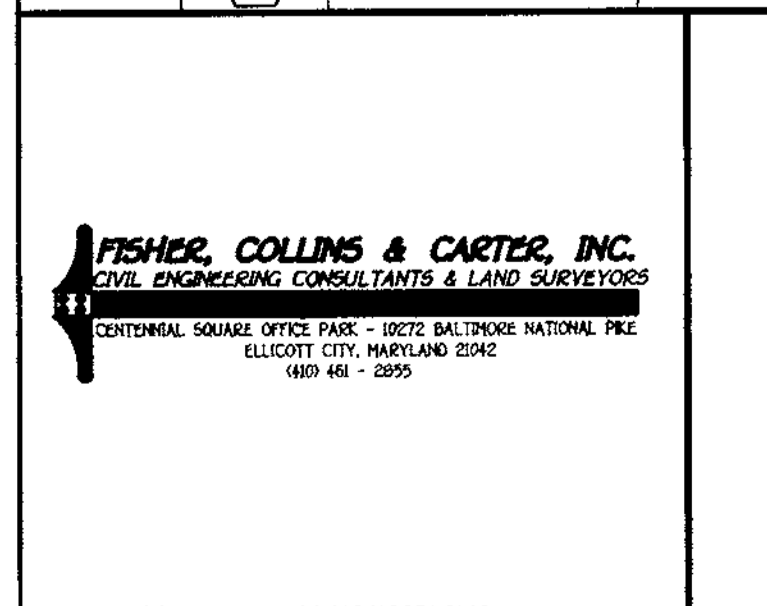 FISHER, COLLINS & CARTER, INC.
CIVIL ENGINEERING CONSULTANTS & LAND SURVEYORS
CENTENNIAL SQUARE OFFICE PARK - 10272 BALTIMORE NATIONAL PIKE
ELLICOTT CITY, MARYLAND 21042
(410) 461 - 2855